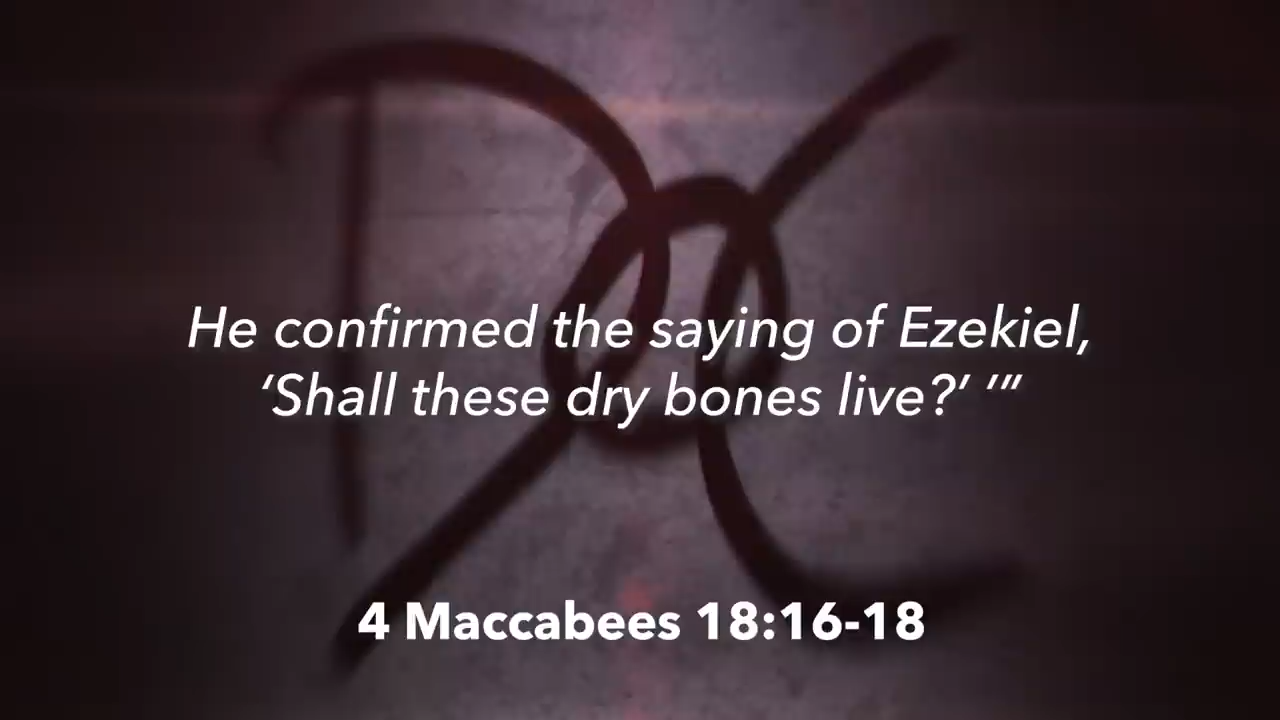 He confirmed the saying of Ezekiel,
‘Shall these dry bones live?’ ’”
4 Maccabees 18:16-18